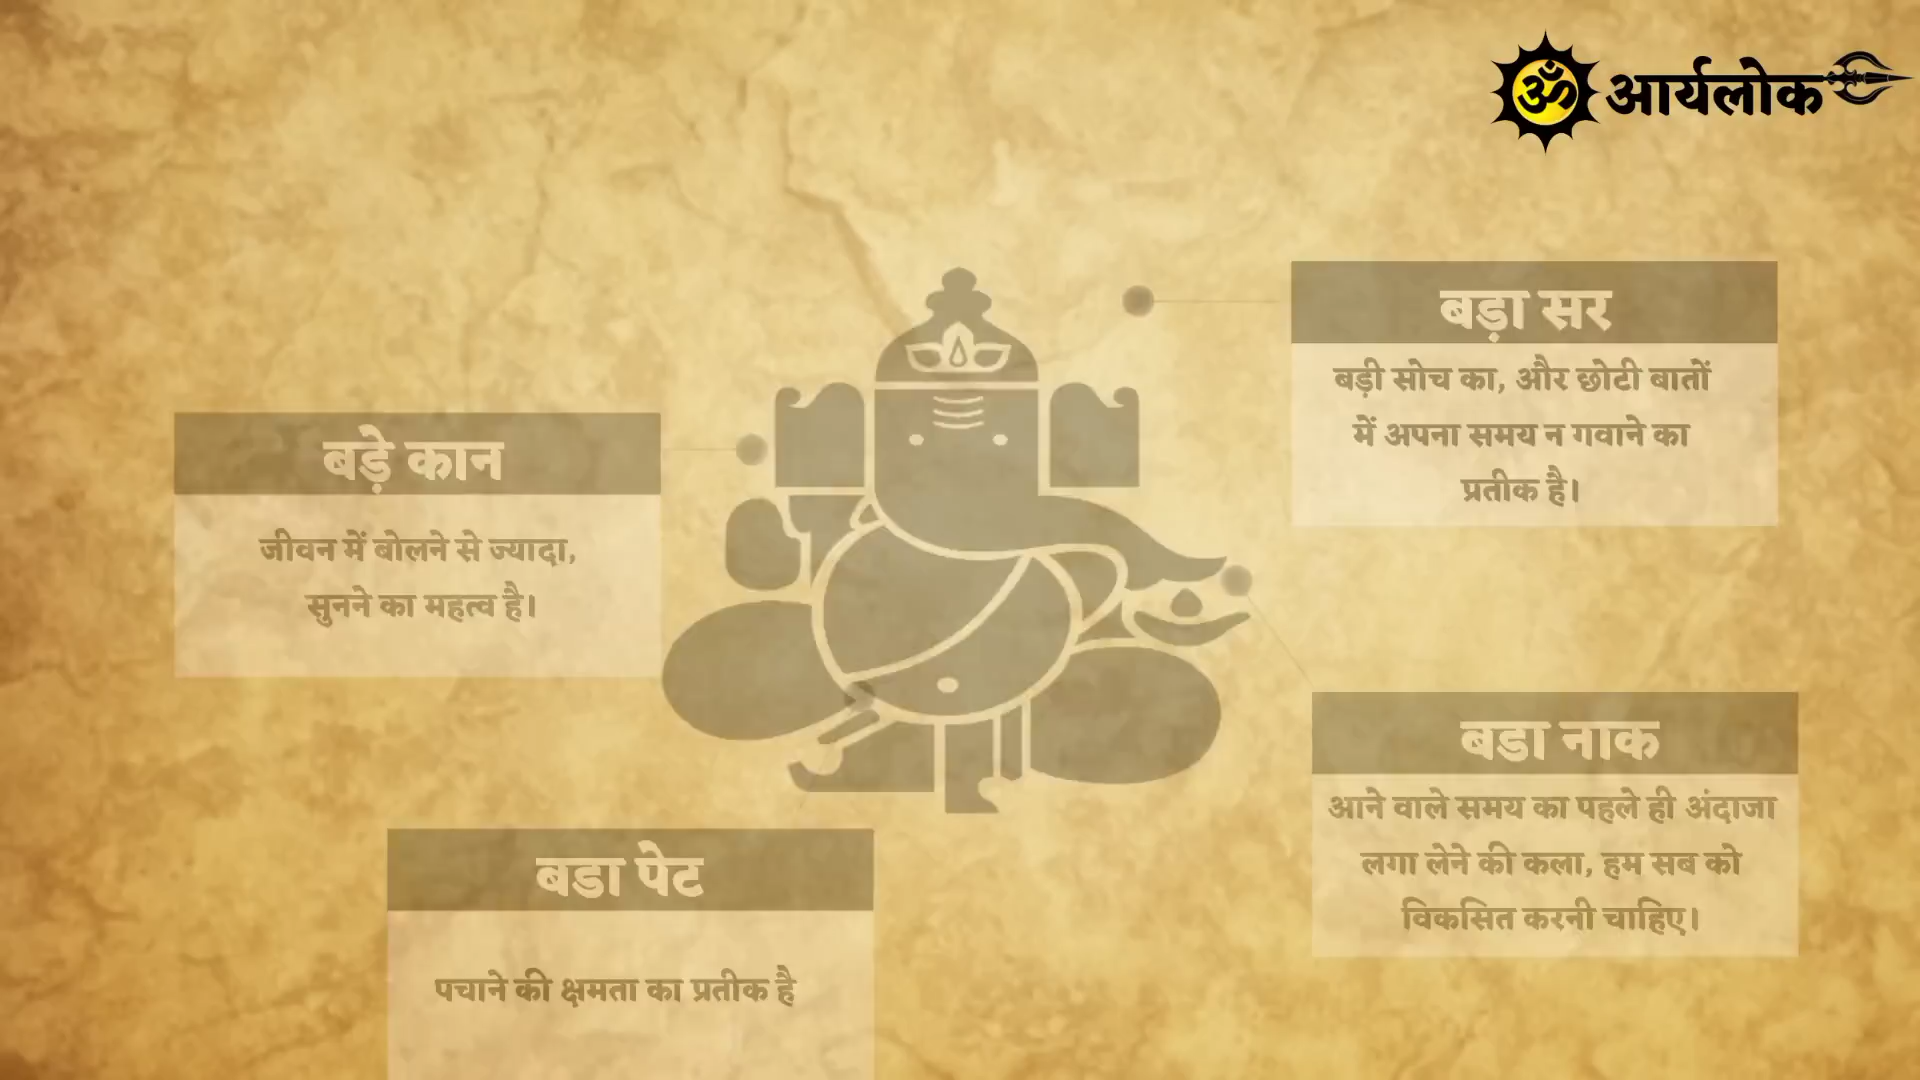 ॐ आर्यलोक
बड़ा सर
बड़ी सोच का, और छोटी बातों
में अपना समय न गवाने का
प्रतीक है।
बड़े कान
जीवन में बोलने से ज्यादा,
सुनने का महत्व है।
बडा नाक
आने वाले समय का पहले ही अंदाजा
लगा लेने की कला, हम सब को
विकसित करनी चाहिए।
बडा पेट
पचाने की क्षमता का प्रतीक है